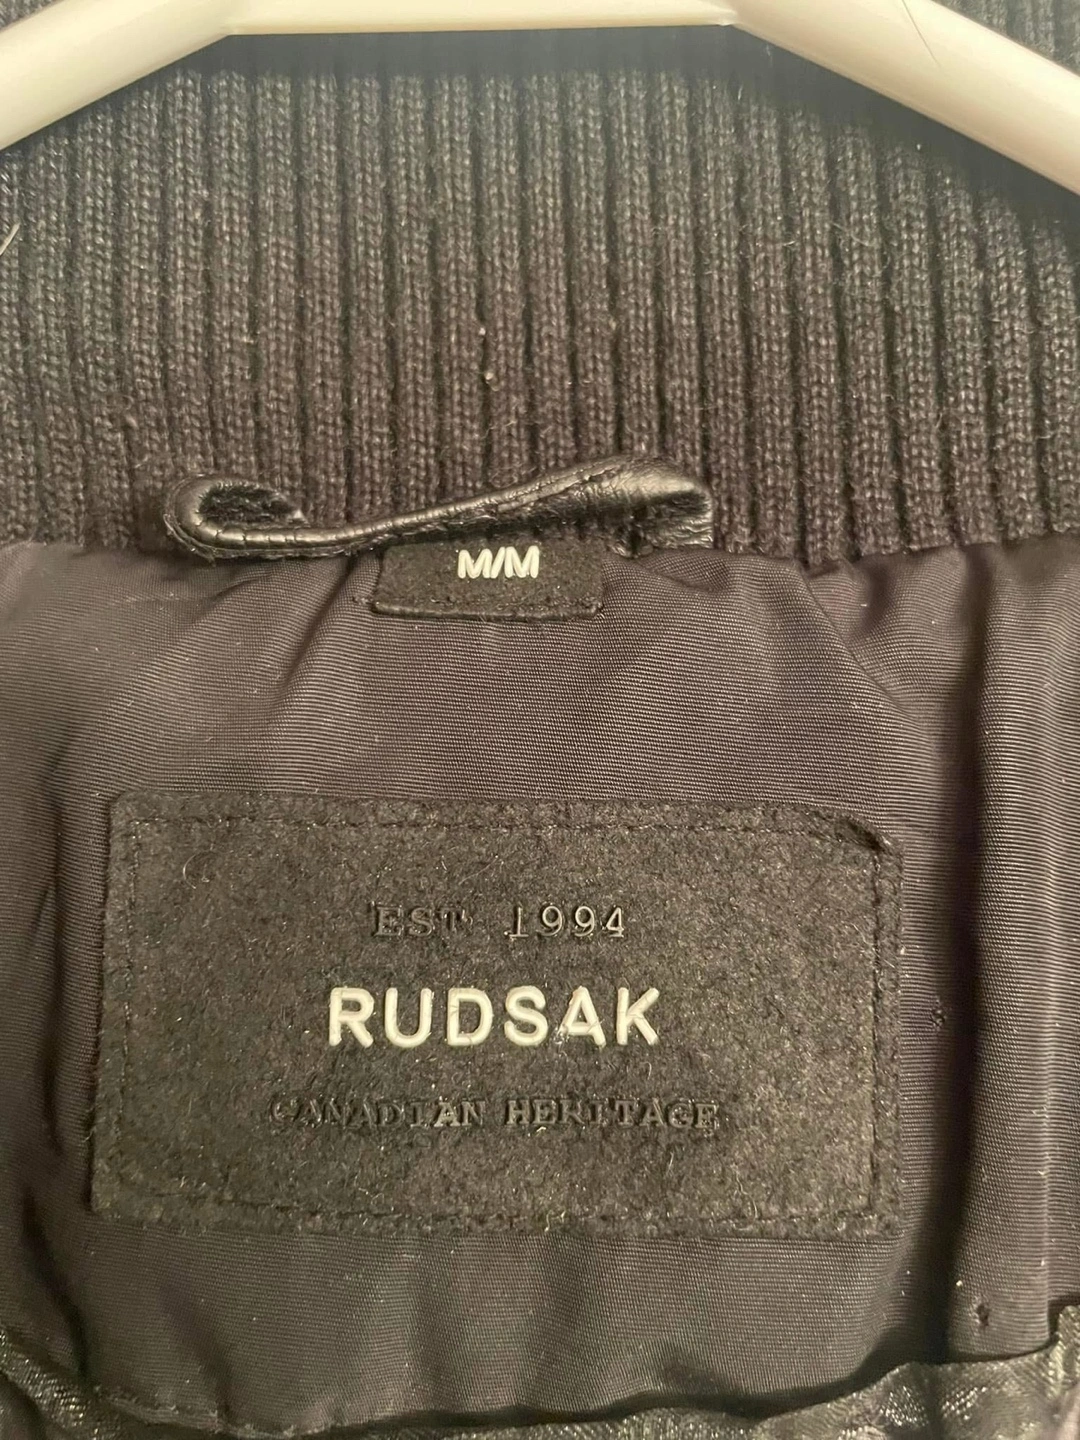 M/M
EST 1994
RUDSAK
CANADIAN HERITAGE